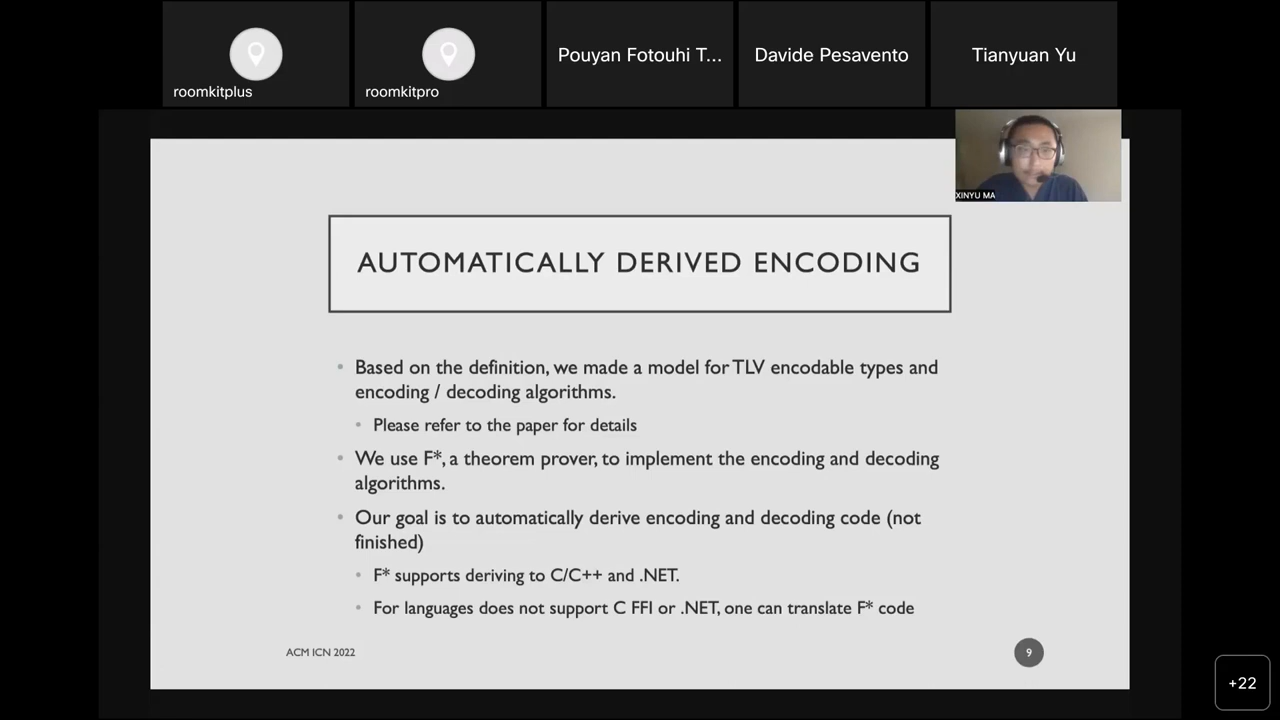 roomkitplus
roomkitpro
Pouyan Fotouhi T...
Davide Pesavento
Tianyuan Yu
XINYU MA
AUTOMATICALLY DERIVED ENCODING
• Based on the definition, we made a model for TLV encodable types and
encoding / decoding algorithms.
• Please refer to the paper for details
• We use F*, a theorem prover, to implement the encoding and decoding
algorithms.
• Our goal is to automatically derive encoding and decoding code (not
finished)
• F* supports deriving to C/C++ and .NET.
• For languages does not support C FFI or .NET, one can translate F* code
ACM ICN 2022
9
+22